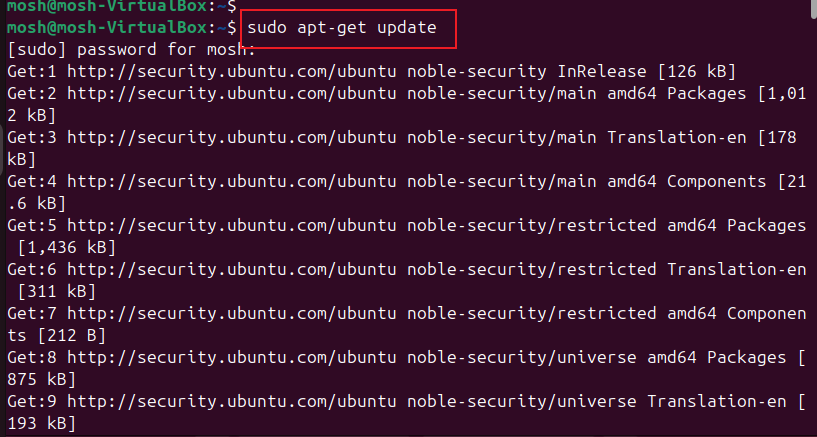 mosh@mosh-VirtualBox:~$
mosh@mosh-VirtualBox:~$ sudo apt-get update
[sudo] password for mosh:
Get:1 http://security.ubuntu.com/ubuntu noble-security InRelease [126 kB]
Get:2 http://security.ubuntu.com/ubuntu noble-security/main amd64 Packages [1,01
2 kB]
Get:3 http://security.ubuntu.com/ubuntu noble-security/main Translation-en [178
kB]
Get:4 http://security.ubuntu.com/ubuntu noble-security/main amd64 Components [21
.6 kB]
Get:5 http://security.ubuntu.com/ubuntu noble-security/restricted amd64 Packages
 [1,436 kB]
Get:6 http://security.ubuntu.com/ubuntu noble-security/restricted Translation-en
 [311 kB]
Get:7 http://security.ubuntu.com/ubuntu noble-security/restricted amd64 Componen
ts [212 B]
Get:8 http://security.ubuntu.com/ubuntu noble-security/universe amd64 Packages [
875 kB]
Get:9 http://security.ubuntu.com/ubuntu noble-security/universe Translation-en [
193 kB]